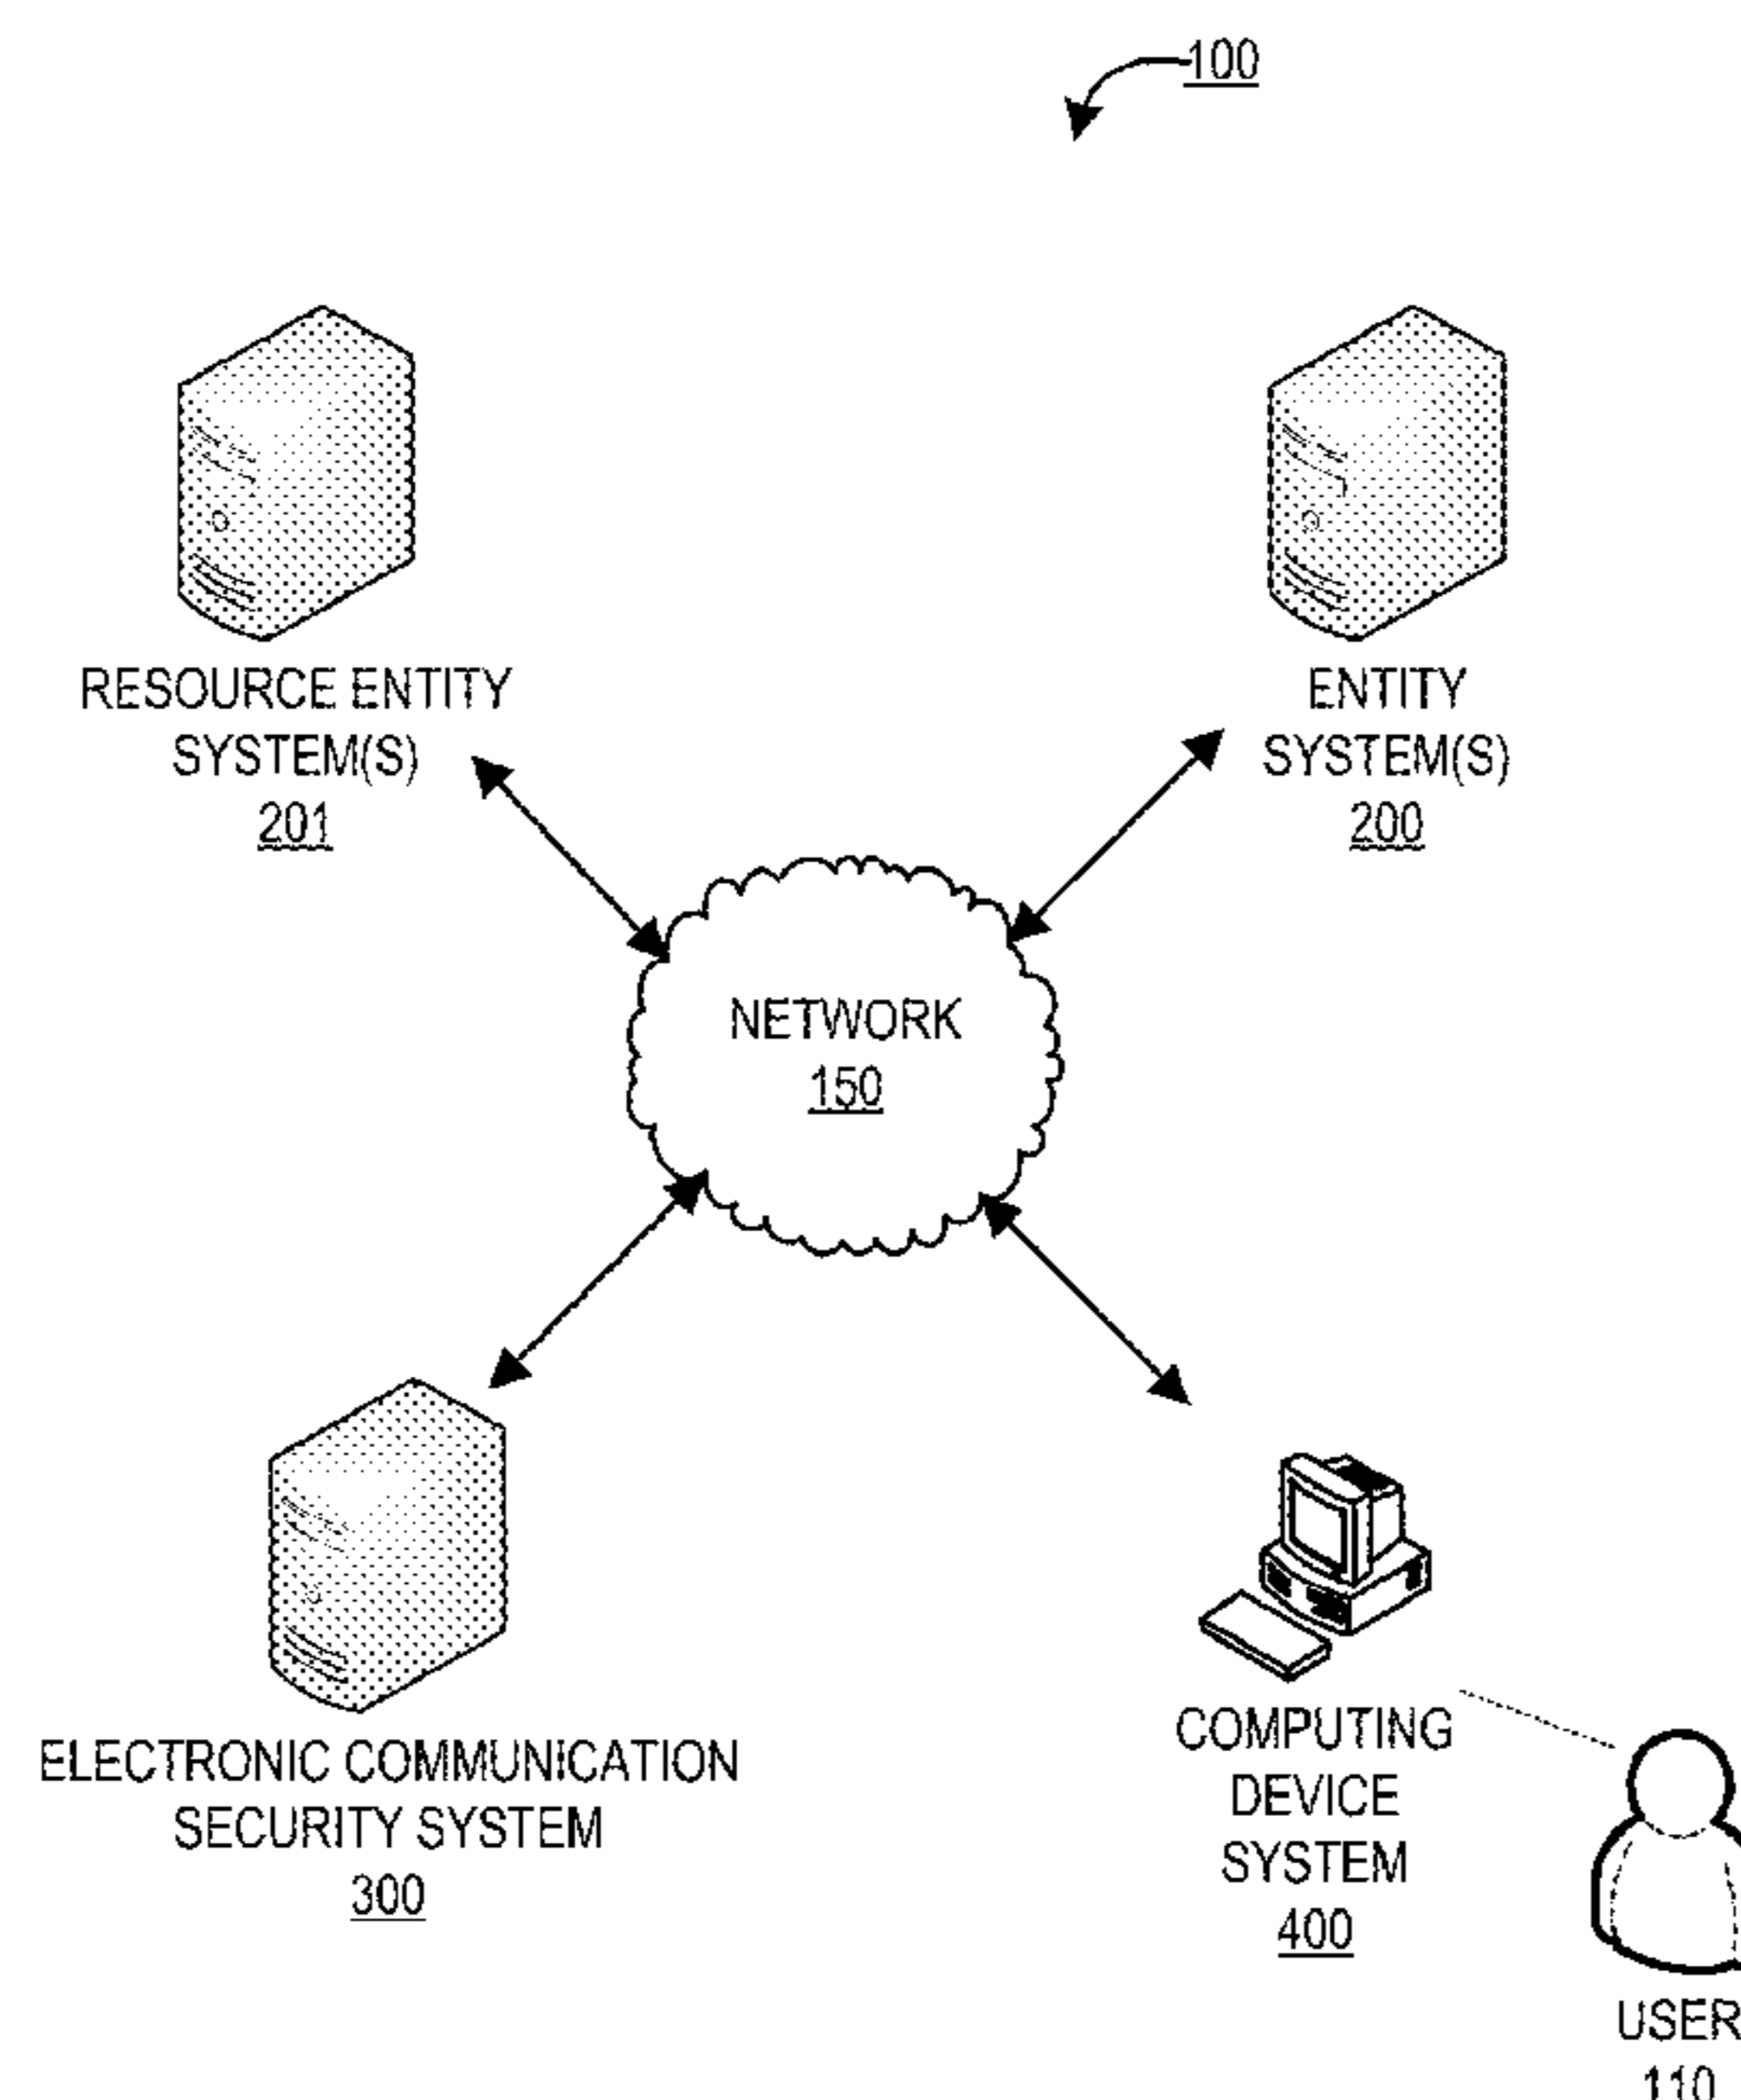 100
RESOURCE ENTITY
SYSTEM(S)
201
ENTITY
SYSTEM(S)
200
NETWORK
150
ELECTRONIC COMMUNICATION
SECURITY SYSTEM
300
COMPUTING
DEVICE
SYSTEM
400
USER
110